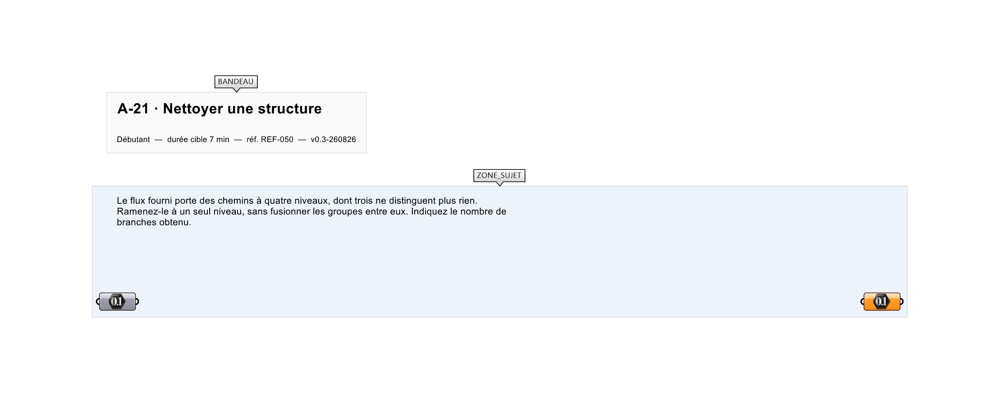 BANDEAU
A-21 · Nettoyer une structure
Débutant — durée cible 7 min — réf. REF-050 — v0.3-260826
ZONE_SUJET
Le flux fourni porte des chemins à quatre niveaux, dont trois ne distinguent plus rien.
Ramenez-le à un seul niveau, sans fusionner les groupes entre eux. Indiquez le nombre de
branches obtenu.
0.1
0.1